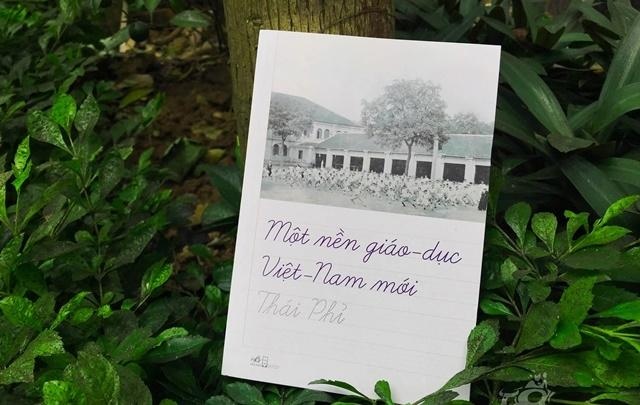 Một nền giáo-dục
Việt-Nam mới
Thái Phỉ